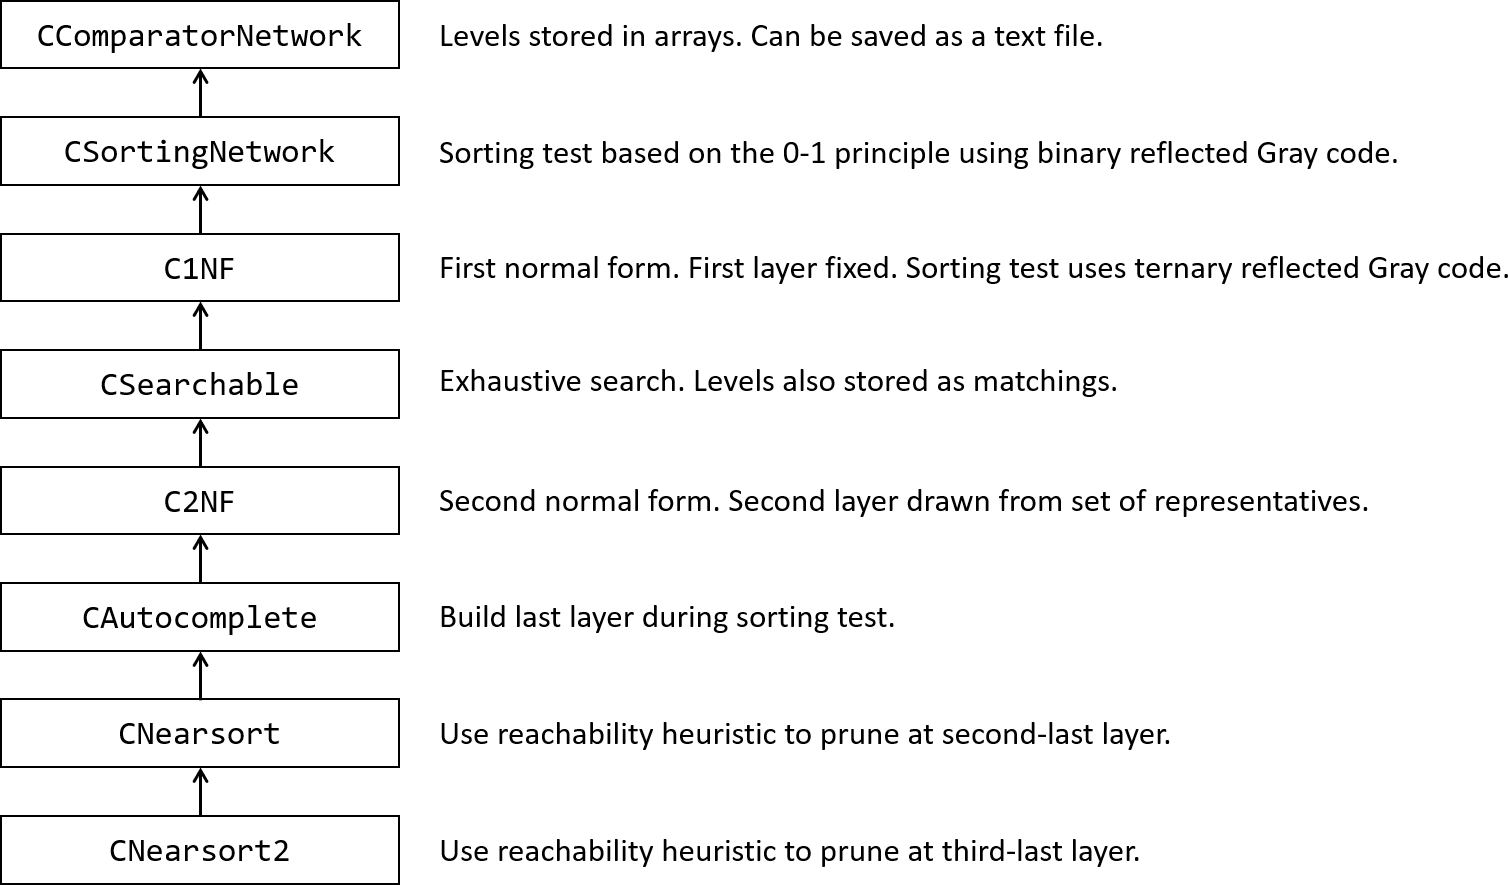 CComparatorNetwork Levels stored in arrays. Can be saved as a text file.
CSortingNetwork Sorting test based on the 0-1 principle using binary reflected Gray code.
C1NF First normal form. First layer fixed. Sorting test uses ternary reflected Gray code.
CSearchable Exhaustive search. Levels also stored as matchings.
C2NF Second normal form. Second layer drawn from set of representatives.
CAutocomplete Build last layer during sorting test.
CNearsort Use reachability heuristic to prune at second-last layer.
CNearsort2 Use reachability heuristic to prune at third-last layer.